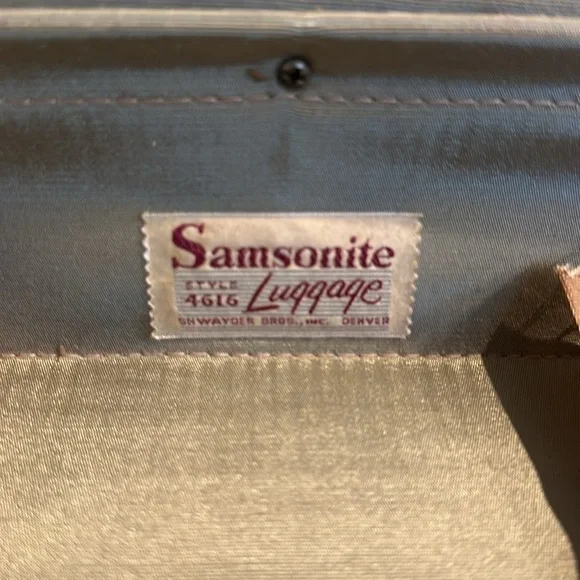 Samsonite
STYLE
4616 Luggage
SHWAYDER BROS., INC. DENVER